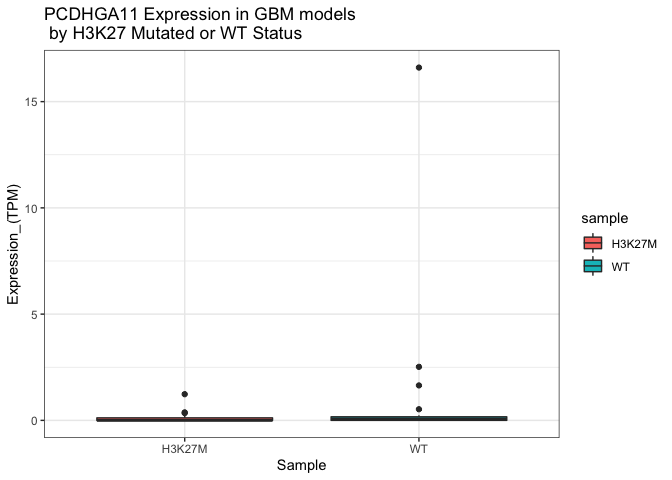 PCDHGA11 Expression in GBM models
by H3K27 Mutated or WT Status
15
10
5
0
Expression_(TPM)
H3K27M
WT
Sample
sample
H3K27M
WT